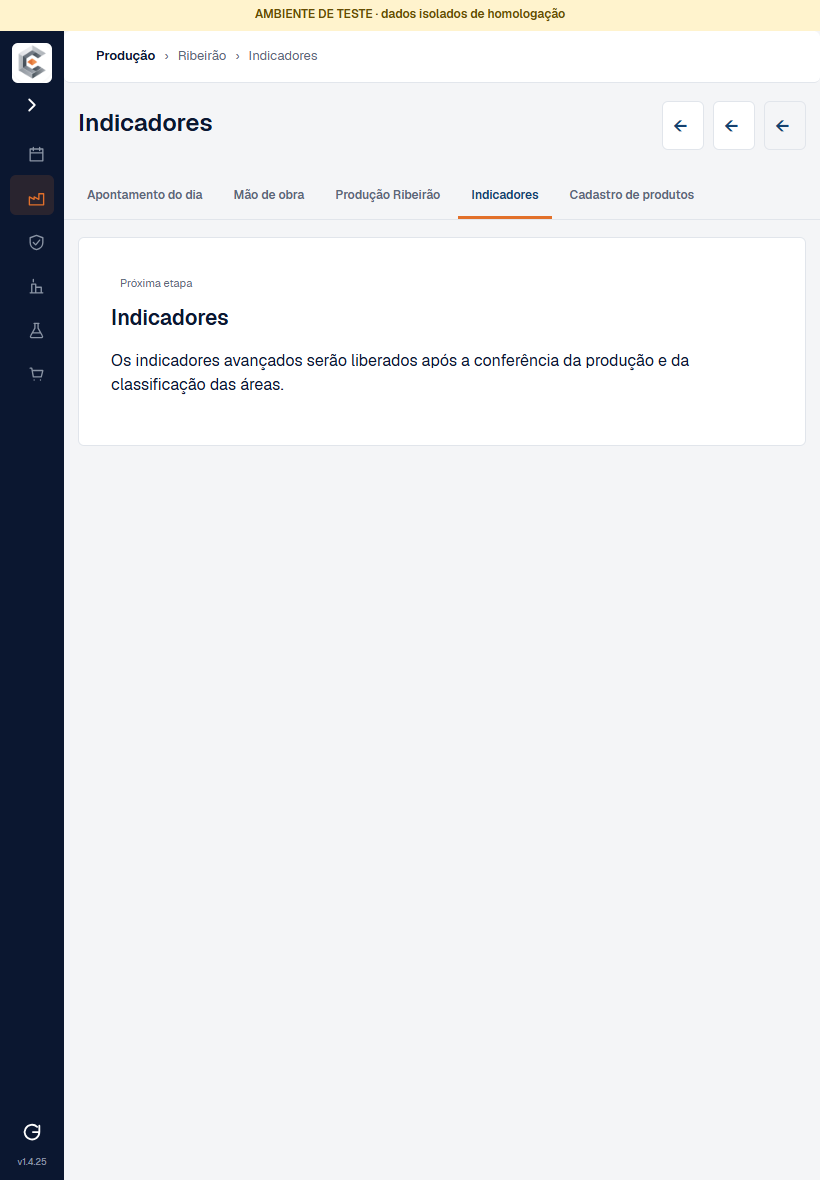 AMBIENTE DE TESTE · dados isolados de homologação
Produção › Ribeirão › Indicadores
Indicadores
Apontamento do dia Mão de obra Produção Ribeirão Indicadores Cadastro de produtos
Próxima etapa
Indicadores
Os indicadores avançados serão liberados após a conferência da produção e da
classificação das áreas.
v1.4.25